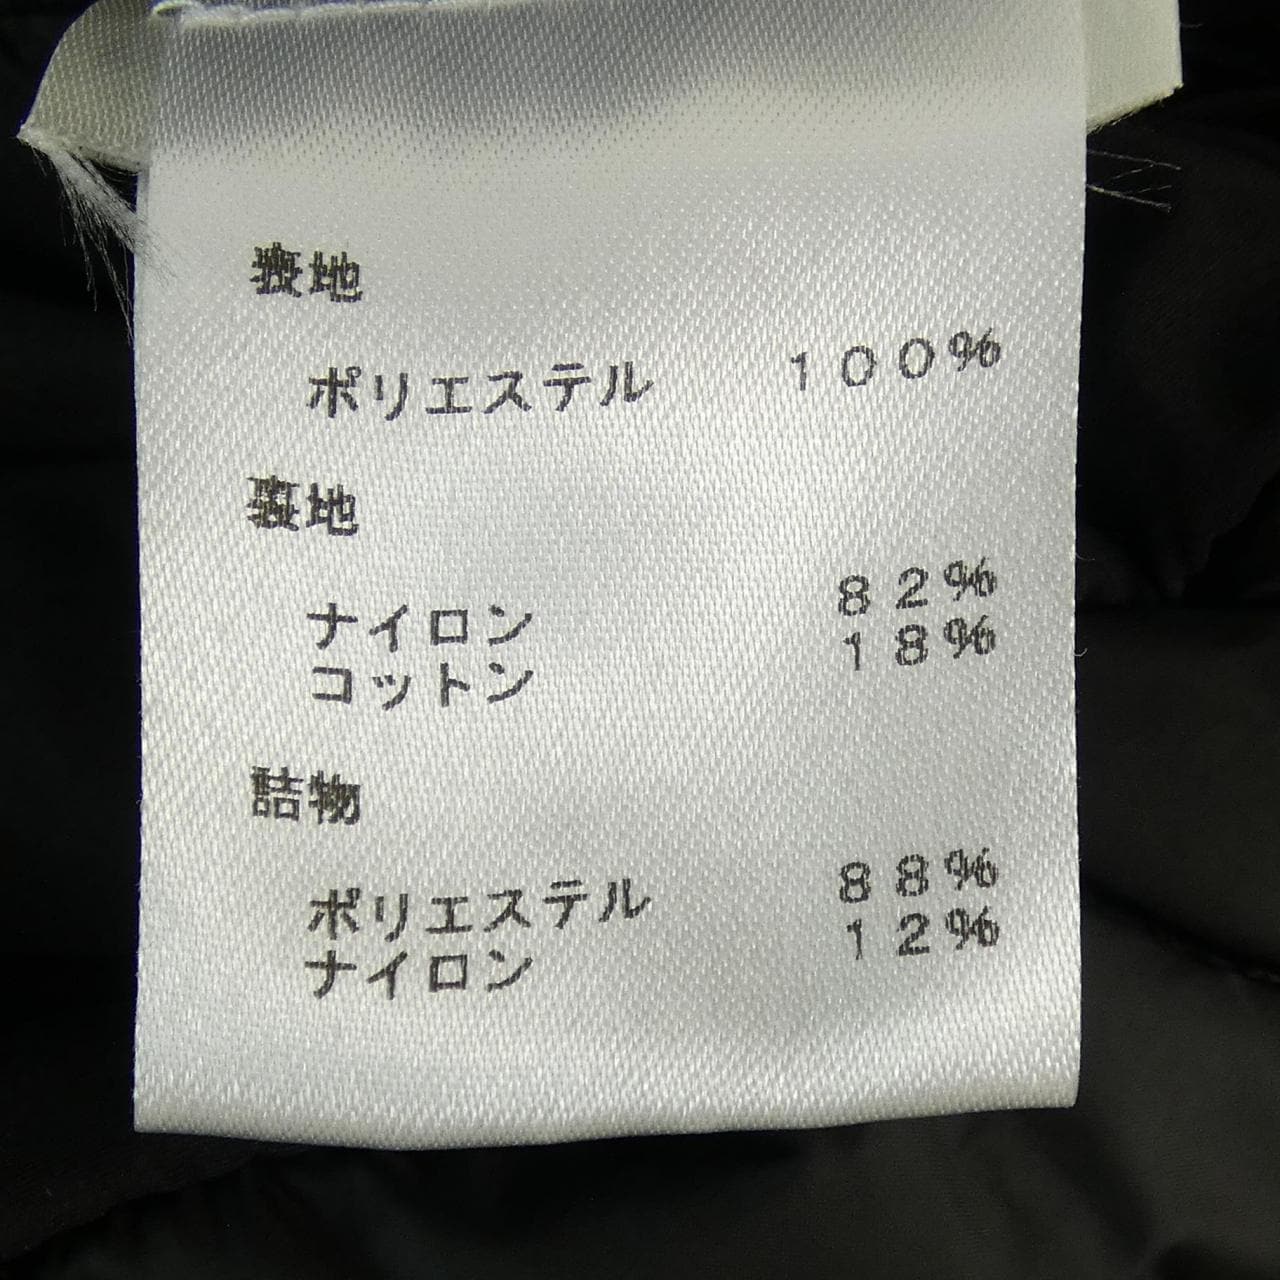 表地
ポリエステル 100%
裏地
ナイロン 82%
コットン 18%
詰物
ポリエステル 88%
ナイロン 12%